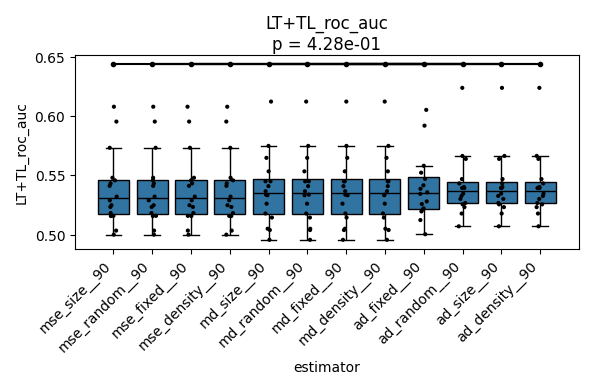 LT+TL_roc_auc
p = 4.28e-01
LT+TL_roc_auc
0.65
0.60
0.55
0.50
mse_size__90
mse_random__90
mse_fixed__90
mse_density__90
md_size__90
md_random__90
md_fixed__90
md_density__90
ad_fixed__90
ad_random__90
ad_size__90
ad_density__90
estimator